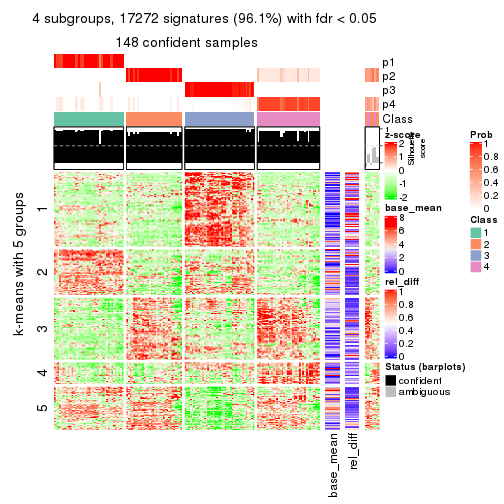 4 subgroups, 17272 signatures (96.1%) with fdr < 0.05
148 confident samples
p1
p2
p3
p4
Class
1
Silhouette
score
k-means with 5 groups
1
2
3
4
5
base_mean
rel_diff
z-score
2
1
0
-1
-2
base_mean
8
6
4
2
0
rel_diff
1
0.8
0.6
0.4
0.2
0
Status (barplots)
confident
ambiguous
Prob
1
0.8
0.6
0.4
0.2
0
Class
1
2
3
4